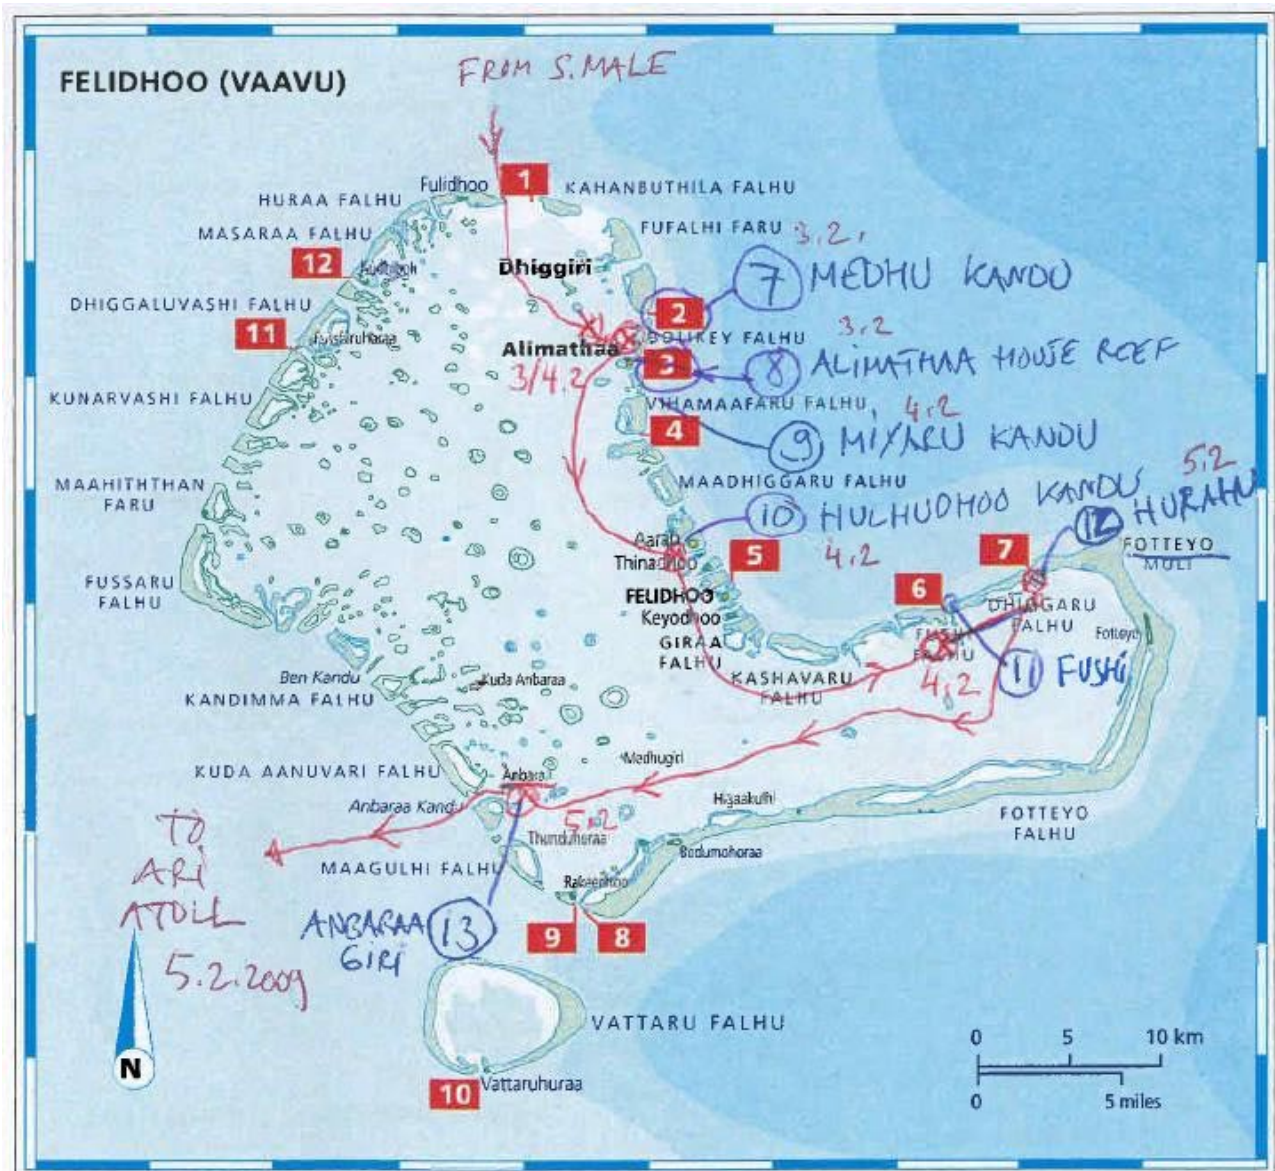 FELIDHOO (VAAVU)
FROM S.MALE
Fulidhoo
1
KAHANBUTHILA FALHU
HURAA FALHU
FUFALHI FARU
3.2.
MASARAA FALHU
12
Dhiggiri
7 MEDHU KANDU
2
DHIGGALUVASHI FALHU
11
3.2
Alimathaa
3/4.2
3
8 ALIMATHAA HOUSE REEF
KUNARVASHI FALHU
VIHAMAAFARU FALHU
4.2
4
9 MIYARU KANDU
5.2
MAAHITHTHAN
FARU
MAADHIGGARU FALHU
10 HULHUDHOO KANDU
12 HURAHU
Aarah
Thinadhoo
5
4.2
7
FOTTEYO
MULI
FUSSARU
FALHU
FELIDHOO
Keyodhoo
GIRAA
FALHU
6
DHIGGARU
FALHU
FUSHI
FALHU
Fotteyo
Ben Kandu
KANDIMMA FALHU
Kuda Anbaraa
KASHAVARU
FALHU
4.2
11 FUSHI
KUDA AANUVARI FALHU
Anbaraa
Medhugiri
Anbaraa Kandu
5.2
Higaakulhi
FOTTEYO
FALHU
TO
ARI
ATOLL
5.2.2009
Thunduhuraa
MAAGULHI FALHU
Bodumohoraa
Rakeedhoo
ANBARAA
GIRI
13
9
8
VATTARU FALHU
N
10
Vattaruhuraa
0 5 10 km
0 5 miles